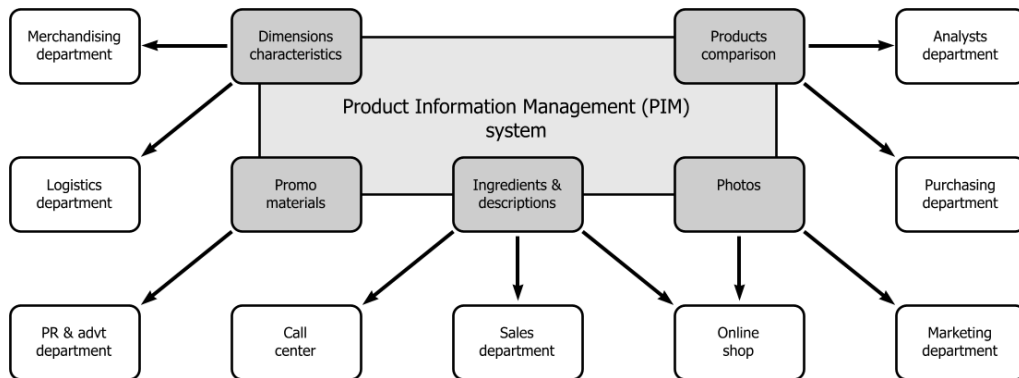 Merchandising
department
Dimensions
characteristics
Products
comparison
Analysts
department
Product Information Management (PIM)
system
Logistics
department
Promo
materials
Ingredients &
descriptions
Photos
Purchasing
department
PR & advt
department
Call
center
Sales
department
Online
shop
Marketing
department